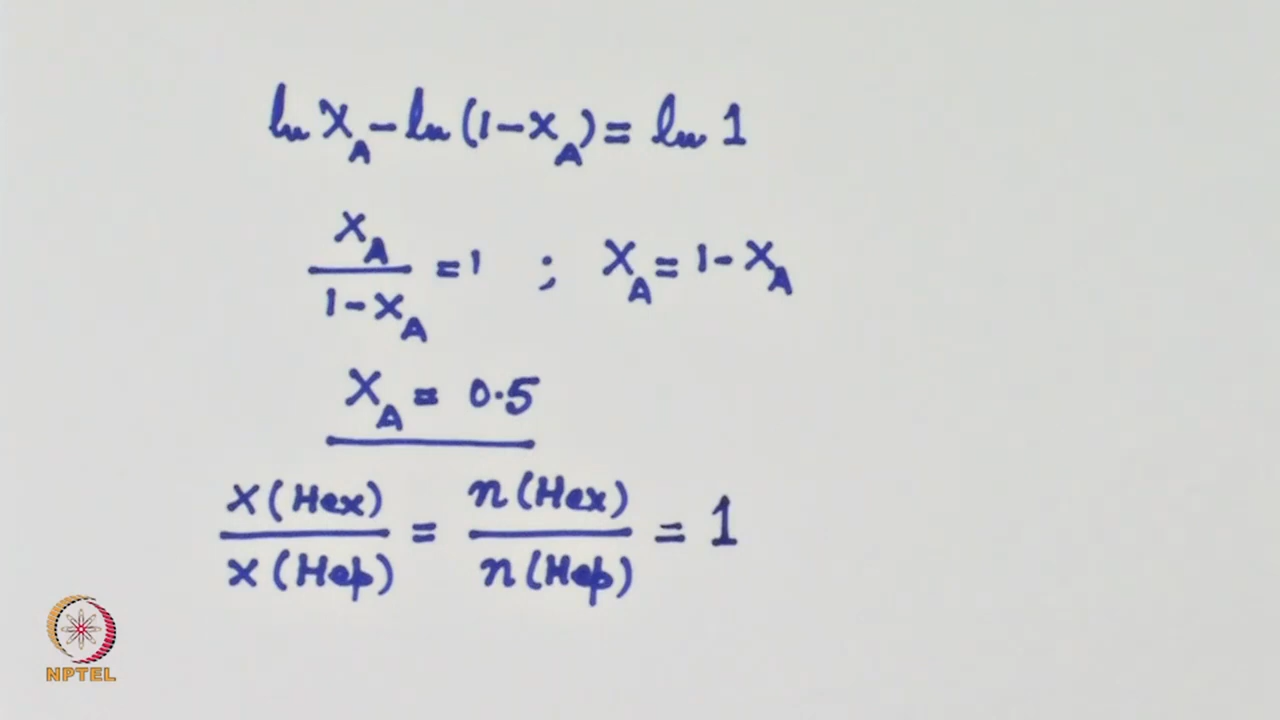 ln X_A - ln (1 - X_A) = ln 1
X_A / (1 - X_A) = 1 ; X_A = 1 - X_A
X_A = 0.5
x (Hex) / x (Hep) = n (Hex) / n (Hep) = 1
NPTEL